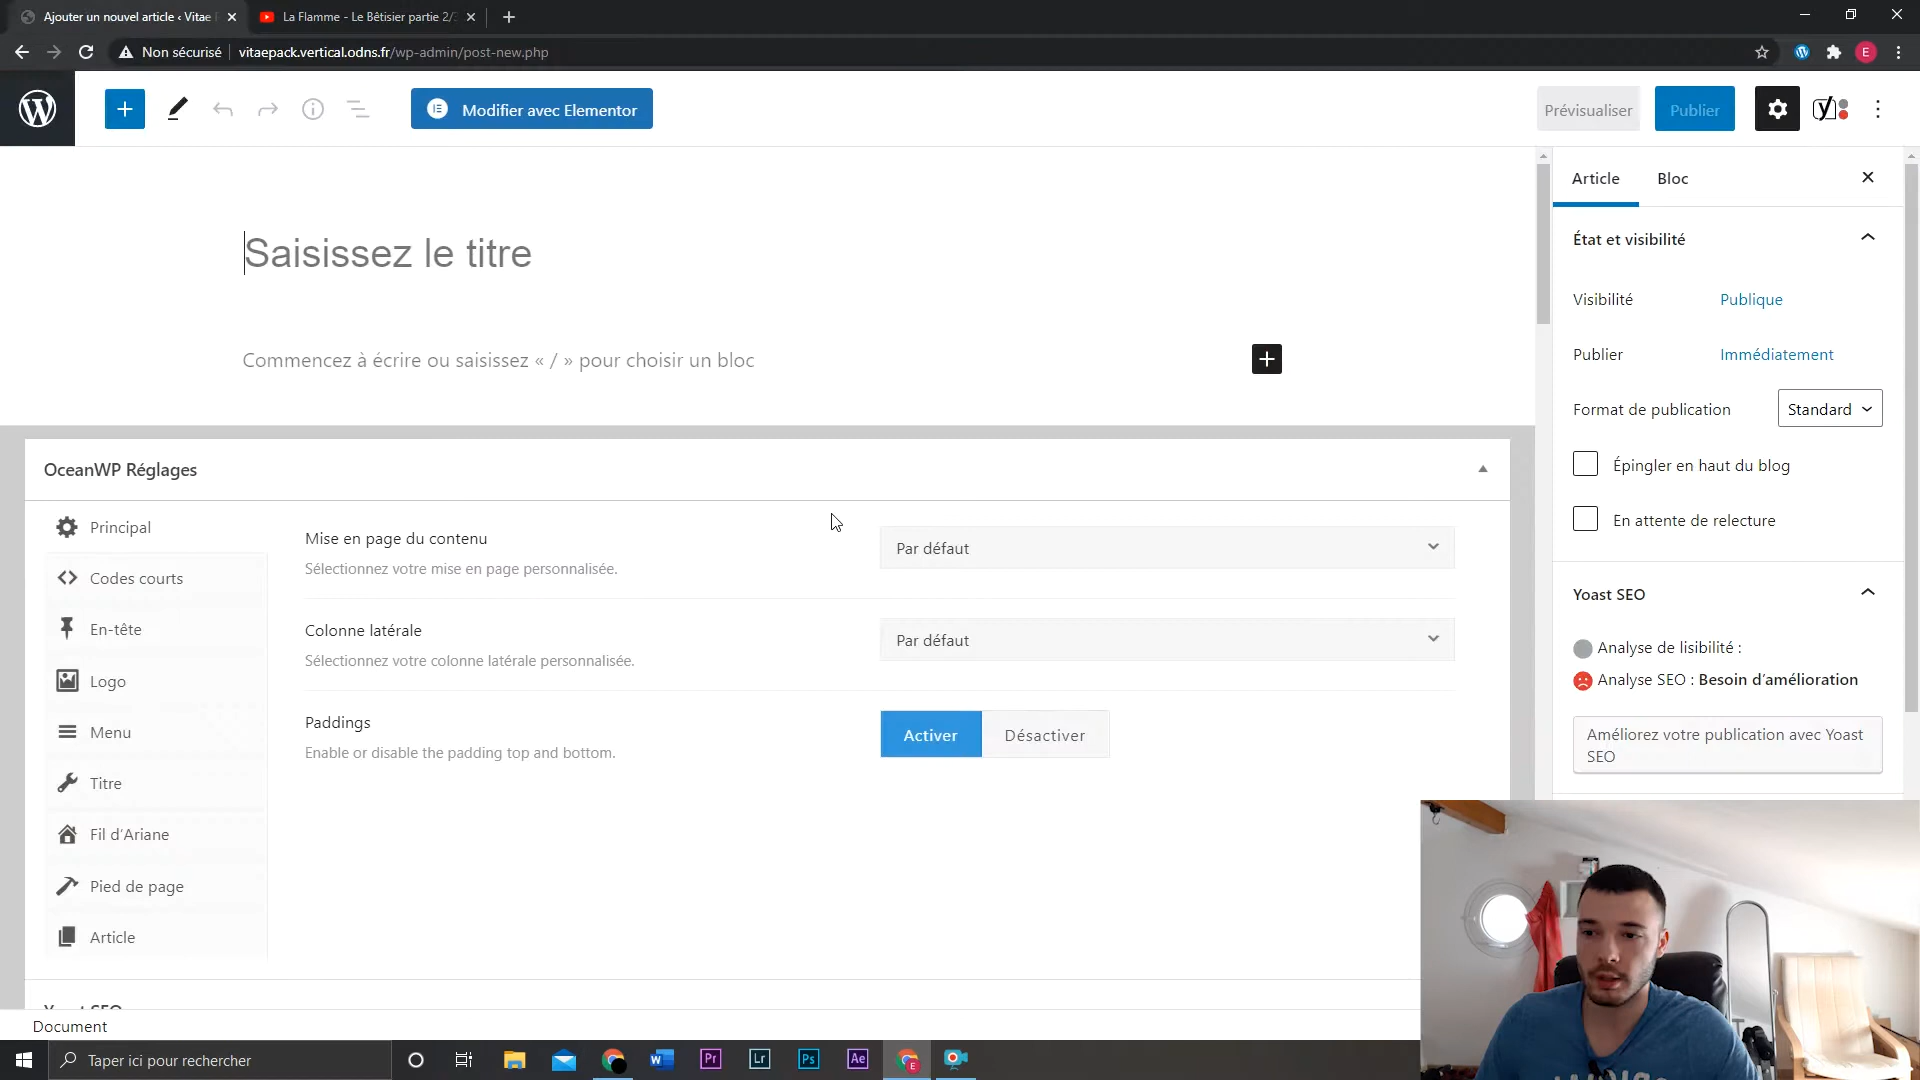 Ajouter un nouvel article ‹ Vitae P
La Flamme - Le Bêtisier partie 2/
Non sécurisé
vitaepack.vertical.odns.fr/wp-admin/post-new.php
E
Modifier avec Elementor
Prévisualiser
Publier
Saisissez le titre
Commencez à écrire ou saisissez « / » pour choisir un bloc
OceanWP Réglages
Principal
Codes courts
En-tête
Logo
Menu
Titre
Fil d’Ariane
Pied de page
Article
Mise en page du contenu
Sélectionnez votre mise en page personnalisée.
Par défaut
Colonne latérale
Sélectionnez votre colonne latérale personnalisée.
Par défaut
Paddings
Enable or disable the padding top and bottom.
Activer
Désactiver
Yoast SEO
Document
Article
Bloc
État et visibilité
Visibilité
Publique
Publier
Immédiatement
Format de publication
Standard
Épingler en haut du blog
En attente de relecture
Yoast SEO
Analyse de lisibilité :
Analyse SEO : Besoin d’amélioration
Améliorez votre publication avec Yoast
SEO
Taper ici pour rechercher
Pr
Lr
Ps
Ae
E